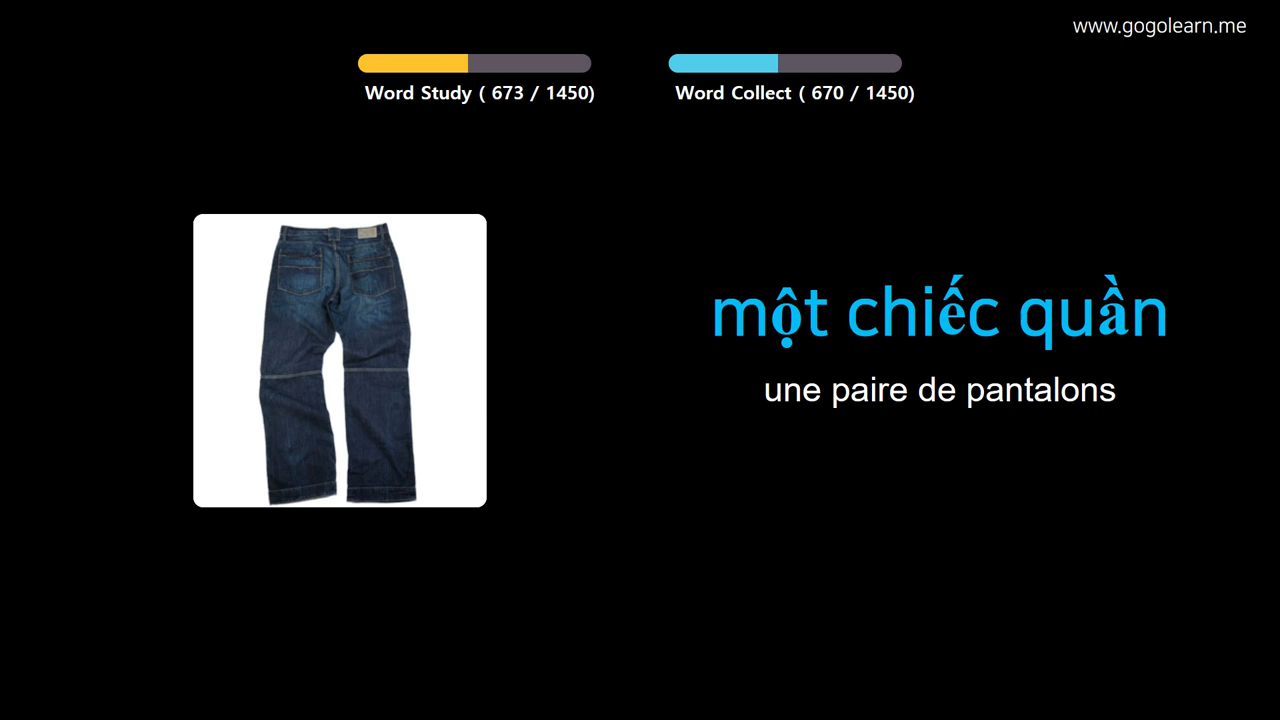 www.gogolearn.me
Word Study ( 673 / 1450)
Word Collect ( 670 / 1450)
một chiếc quần
une paire de pantalons